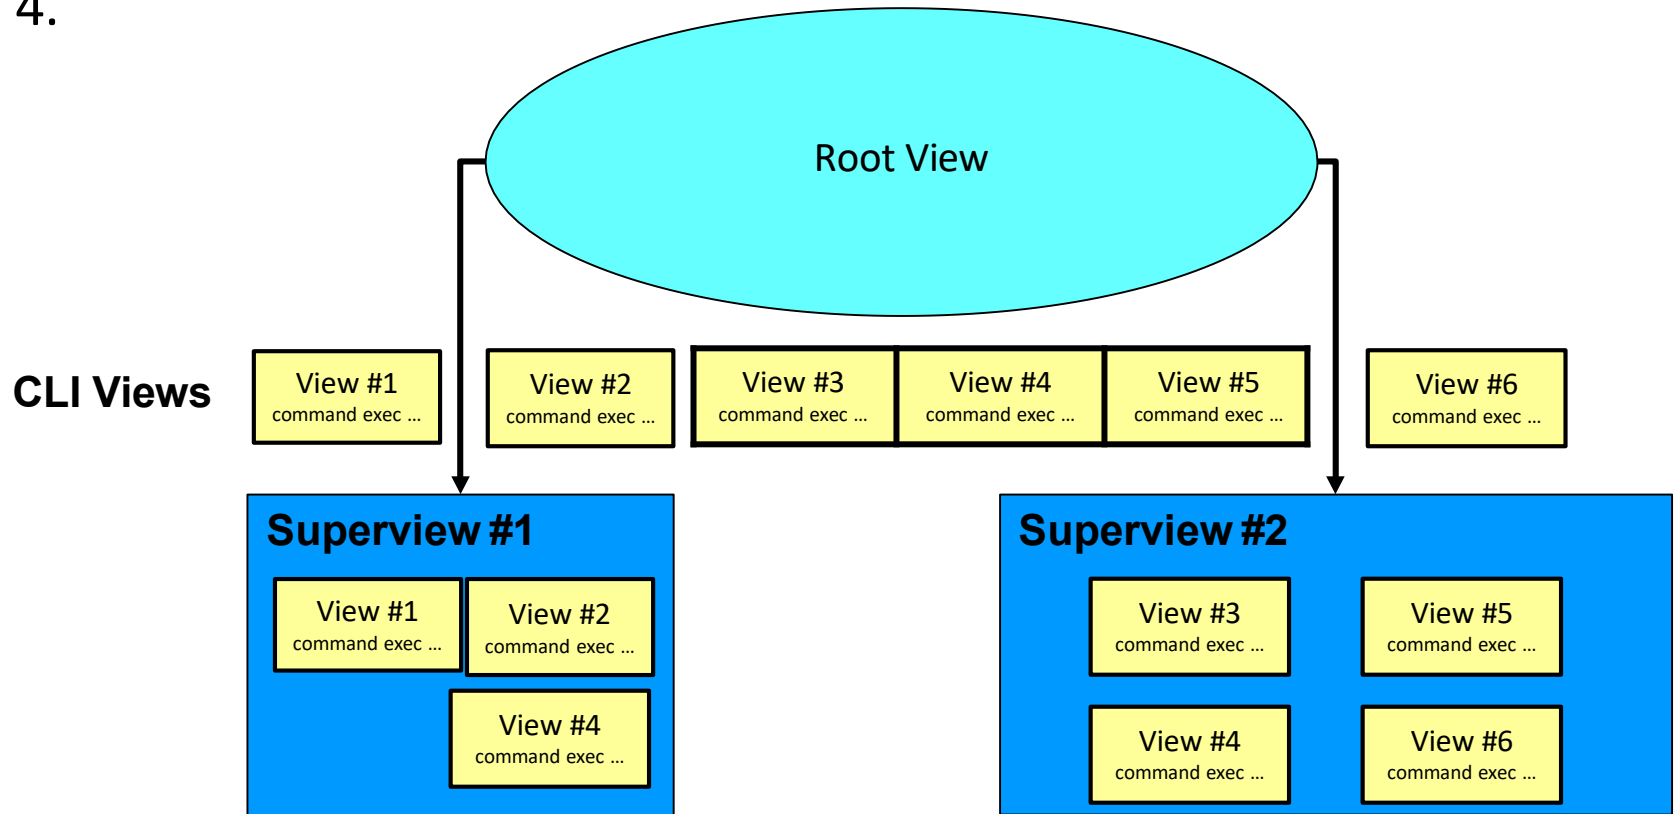 4.
Root View
CLI Views
View #1
command exec ...
View #2
command exec ...
View #3
command exec ...
View #4
command exec ...
View #5
command exec ...
View #6
command exec ...
Superview #1
View #1
command exec ...
View #2
command exec ...
View #4
command exec ...
Superview #2
View #3
command exec ...
View #5
command exec ...
View #4
command exec ...
View #6
command exec ...